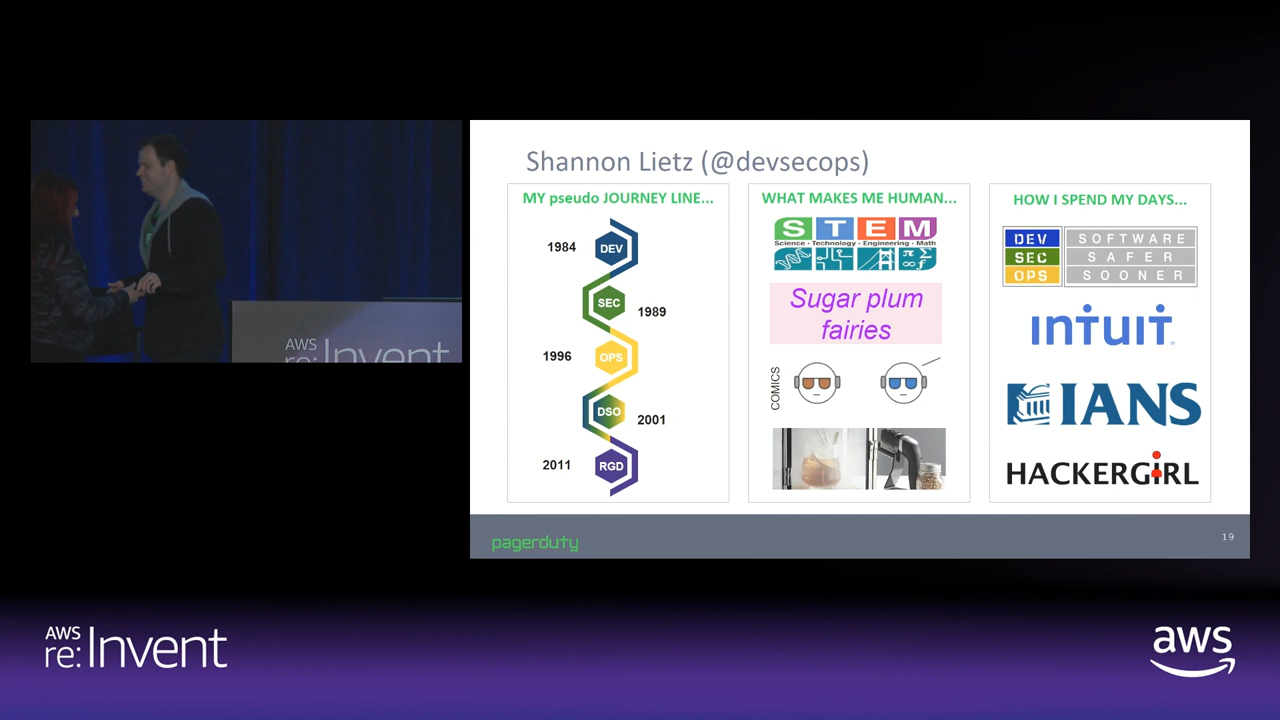 AWS
re:Invent
Shannon Lietz (@devsecops)
MY pseudo JOURNEY LINE...
1984
DEV
SEC
1989
1996
OPS
DSO
2001
2011
RGD
WHAT MAKES ME HUMAN...
STEM
Science · Technology · Engineering · Math
Sugar plum
fairies
COMICS
HOW I SPEND MY DAYS...
DEV SOFTWARE
SEC SAFER
OPS SOONER
intuit
IANS
HACKERGiRL
pagerduty
19
AWS
re:Invent
aws